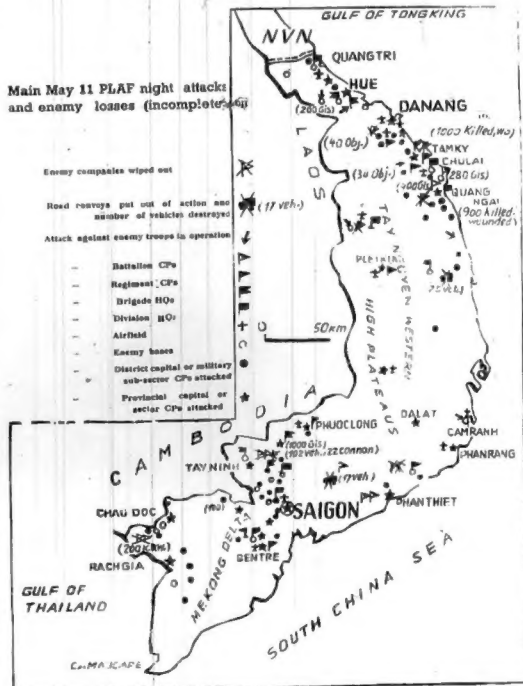 GULF OF TONGKING
NVN
QUANGTRI
HUE
Main May 11 PLAF night attacks
and enemy losses (incomplete
(200 GIs)
DANANG
LAOS
(40 Obj.)
(1000 Killed,
TAMKY
CHULAI
(30 Obj.)
(400 GIs)
(280 GIs)
QUANG
NGAI
(900 killed-
wounded)
Enemy companies wiped out
Road convoys put out of action and
number of vehicles destroyed
(17 veh.)
Attack against enemy troops in operation
- Battalion CPs
- Regiment CPs
- Brigade HQs
- Division HQs
- Airfield
- Enemy bases
- District capital or military
sub-sector CPs attacked
- Provincial capital or
sector CPs attacked
TAY NGUYEN WESTERN
HIGH PLATEAUS
50km
CAMBODIA
PHUOCLONG
(1000 GIs)
(102 veh., 22 cannon)
TAY NINH
DALAT
CAMRANH
PHANRANG
(17 veh.)
PHANTHIET
CHAU DOC
(100)
SAIGON
MEKONG DELTA
BENTRE
RACHGIA
GULF OF
THAILAND
SOUTH CHINA SEA